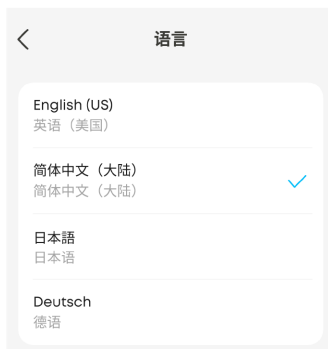 语言
English (US)
英语（美国）
简体中文（大陆）
简体中文（大陆）
日本語
日本语
Deutsch
德语